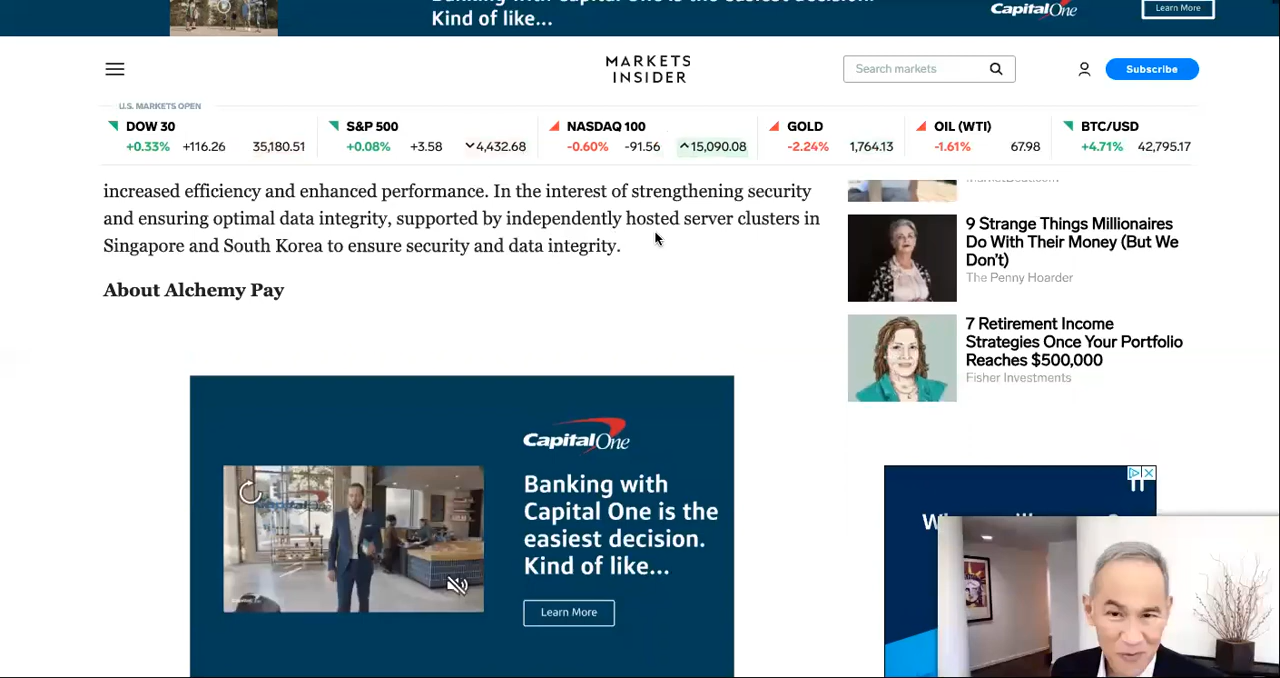 Kind of like...
CapitalOne
Learn More
MARKETS
INSIDER
Search markets
Subscribe
U.S. MARKETS OPEN
DOW 30
+0.33% +116.26 35,180.51
S&P 500
+0.08% +3.58 4,432.68
NASDAQ 100
-0.60% -91.56 15,090.08
GOLD
-2.24% 1,764.13
OIL (WTI)
-1.61% 67.98
BTC/USD
+4.71% 42,795.17
increased efficiency and enhanced performance. In the interest of strengthening security
and ensuring optimal data integrity, supported by independently hosted server clusters in
Singapore and South Korea to ensure security and data integrity.
About Alchemy Pay
CapitalOne
Banking with
Capital One is the
easiest decision.
Kind of like...
Learn More
9 Strange Things Millionaires
Do With Their Money (But We
Don't)
The Penny Hoarder
7 Retirement Income
Strategies Once Your Portfolio
Reaches $500,000
Fisher Investments